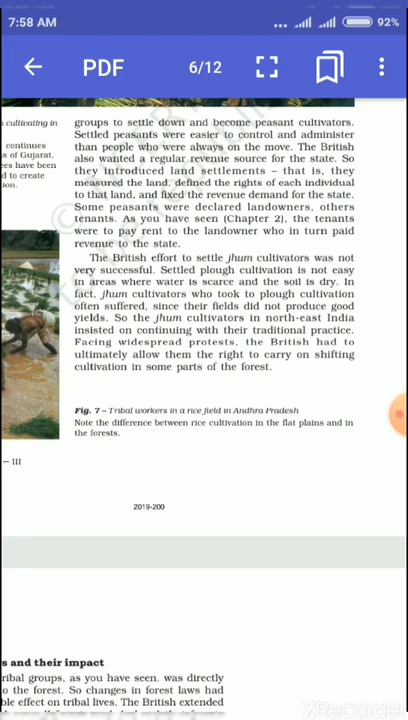 7:58 AM
92%
PDF
6/12
cultivating in
continues
of Gujarat.
have been
d to create
groups to settle down and become peasant cultivators.
Settled peasants were easier to control and administer
than people who were always on the move. The British
also wanted a regular revenue source for the state. So
they introduced land settlements – that is, they
measured the land, defined the rights of each individual
to that land, and fixed the revenue demand for the state.
Some peasants were declared landowners, others
tenants. As you have seen (Chapter 2), the tenants
were to pay rent to the landowner who in turn paid
revenue to the state.
The British effort to settle jhum cultivators was not
very successful. Settled plough cultivation is not easy
in areas where water is scarce and the soil is dry. In
fact, jhum cultivators who took to plough cultivation
often suffered, since their fields did not produce good
yields. So the jhum cultivators in north-east India
insisted on continuing with their traditional practice.
Facing widespread protests, the British had to
ultimately allow them the right to carry on shifting
cultivation in some parts of the forest.
Fig. 7 – Tribal workers in a rice field in Andhra Pradesh
Note the difference between rice cultivation in the flat plains and in
the forests.
– III
2019-200
s and their impact
ribal groups, as you have seen, was directly
o the forest. So changes in forest laws had
ble effect on tribal lives. The British extended
XRecorder